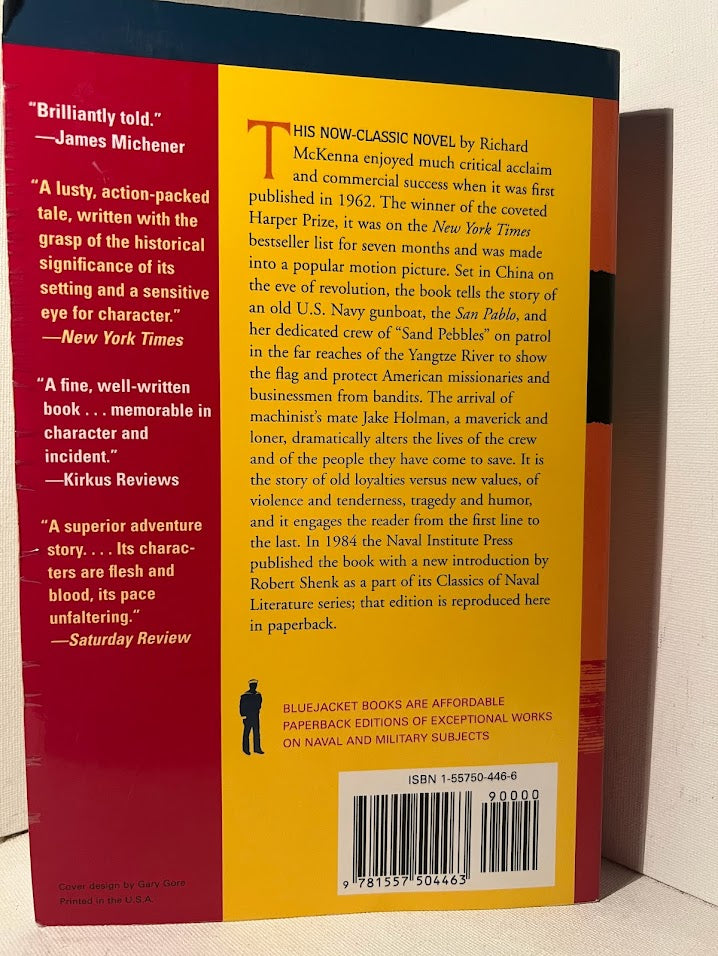 "Brilliantly told."
—James Michener
"A lusty, action-packed
tale, written with the
grasp of the historical
significance of its
setting and a sensitive
eye for character."
—New York Times
"A fine, well-written
book . . . memorable in
character and
incident."
—Kirkus Reviews
"A superior adventure
story. . . . Its charac-
ters are flesh and
blood, its pace
unfaltering."
—Saturday Review
Cover design by Gary Gore
Printed in the U.S.A.
THIS NOW-CLASSIC NOVEL by Richard
McKenna enjoyed much critical acclaim
and commercial success when it was first
published in 1962. The winner of the coveted
Harper Prize, it was on the New York Times
bestseller list for seven months and was made
into a popular motion picture. Set in China on
the eve of revolution, the book tells the story of
an old U.S. Navy gunboat, the San Pablo, and
her dedicated crew of "Sand Pebbles" on patrol
in the far reaches of the Yangtze River to show
the flag and protect American missionaries and
businessmen from bandits. The arrival of
machinist's mate Jake Holman, a maverick and
loner, dramatically alters the lives of the crew
and of the people they have come to save. It is
the story of old loyalties versus new values, of
violence and tenderness, tragedy and humor,
and it engages the reader from the first line to
the last. In 1984 the Naval Institute Press
published the book with a new introduction by
Robert Shenk as a part of its Classics of Naval
Literature series; that edition is reproduced here
in paperback.
BLUEJACKET BOOKS ARE AFFORDABLE
PAPERBACK EDITIONS OF EXCEPTIONAL WORKS
ON NAVAL AND MILITARY SUBJECTS
ISBN 1-55750-446-6
90000
9 781557 504463